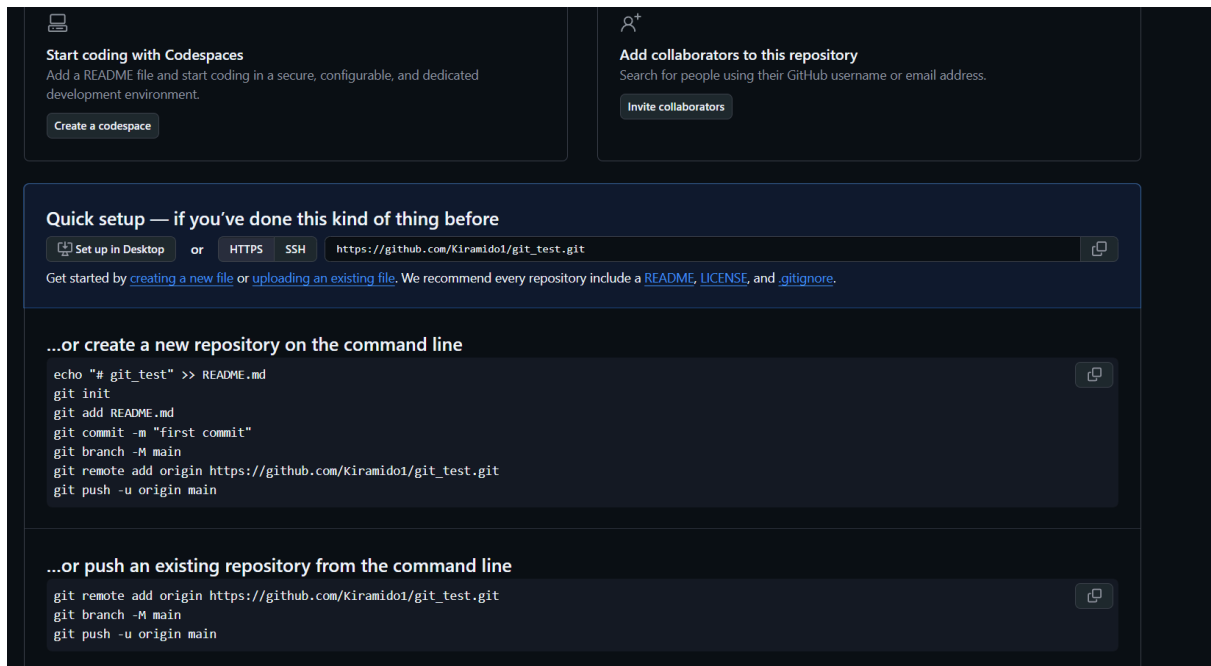 Start coding with Codespaces
Add a README file and start coding in a secure, configurable, and dedicated
development environment.
Create a codespace
Add collaborators to this repository
Search for people using their GitHub username or email address.
Invite collaborators
Quick setup — if you’ve done this kind of thing before
Set up in Desktop or HTTPS SSH https://github.com/Kiramido1/git_test.git
Get started by creating a new file or uploading an existing file. We recommend every repository include a README, LICENSE, and .gitignore.
…or create a new repository on the command line
echo "# git_test" >> README.md
git init
git add README.md
git commit -m "first commit"
git branch -M main
git remote add origin https://github.com/Kiramido1/git_test.git
git push -u origin main
…or push an existing repository from the command line
git remote add origin https://github.com/Kiramido1/git_test.git
git branch -M main
git push -u origin main